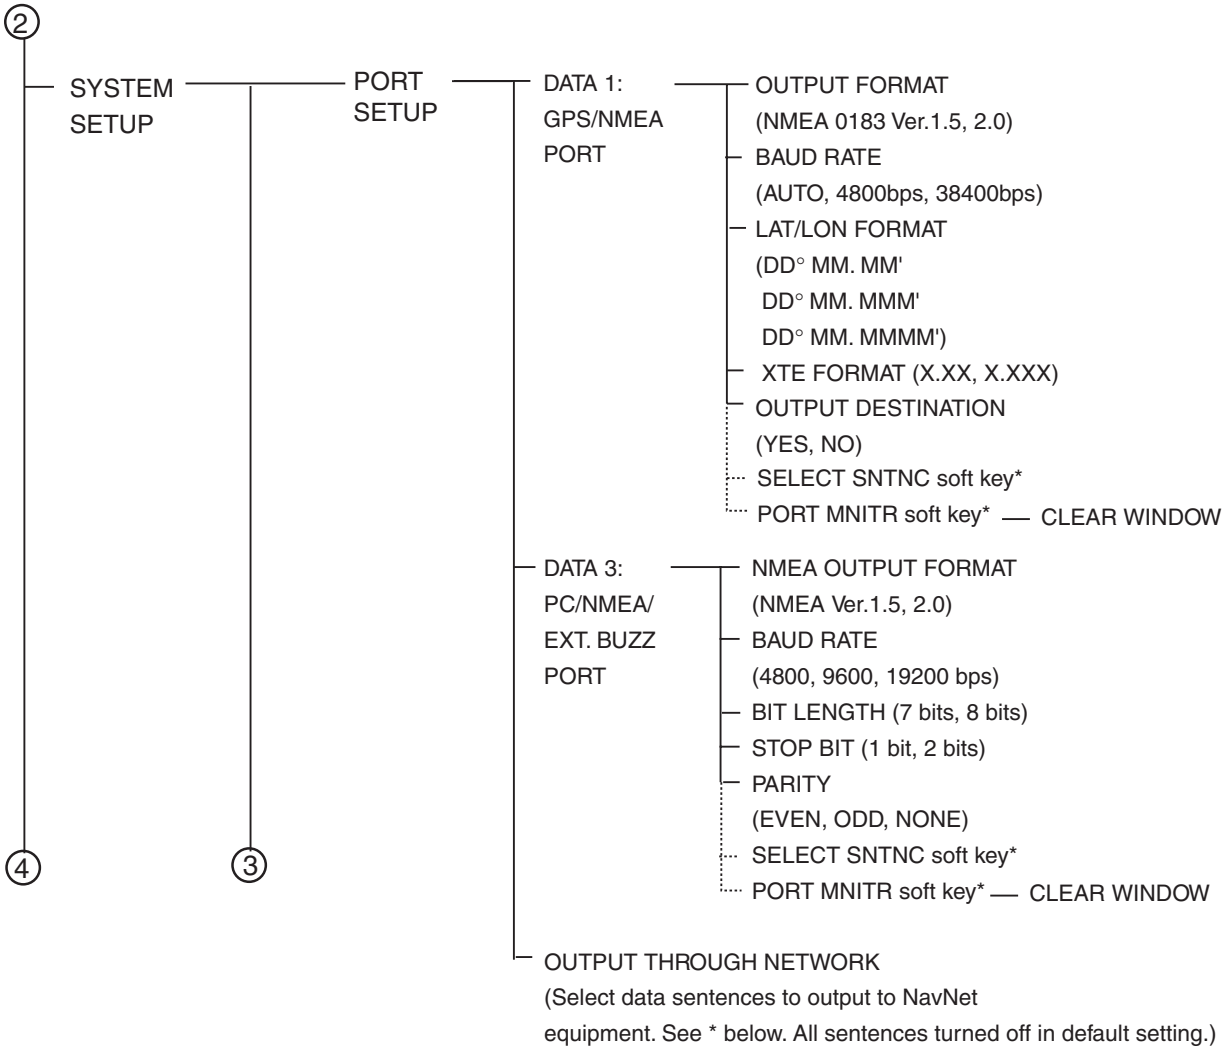 2
SYSTEM
SETUP
PORT
SETUP
DATA 1:
GPS/NMEA
PORT
OUTPUT FORMAT
(NMEA 0183 Ver.1.5, 2.0)
BAUD RATE
(AUTO, 4800bps, 38400bps)
LAT/LON FORMAT
(DD° MM. MM'
DD° MM. MMM'
DD° MM. MMMM')
XTE FORMAT (X.XX, X.XXX)
OUTPUT DESTINATION
(YES, NO)
SELECT SNTNC soft key*
PORT MNITR soft key* — CLEAR WINDOW
DATA 3:
PC/NMEA/
EXT. BUZZ
PORT
NMEA OUTPUT FORMAT
(NMEA Ver.1.5, 2.0)
BAUD RATE
(4800, 9600, 19200 bps)
BIT LENGTH (7 bits, 8 bits)
STOP BIT (1 bit, 2 bits)
PARITY
(EVEN, ODD, NONE)
SELECT SNTNC soft key*
PORT MNITR soft key* — CLEAR WINDOW
4
3
OUTPUT THROUGH NETWORK
(Select data sentences to output to NavNet
equipment. See * below. All sentences turned off in default setting.)